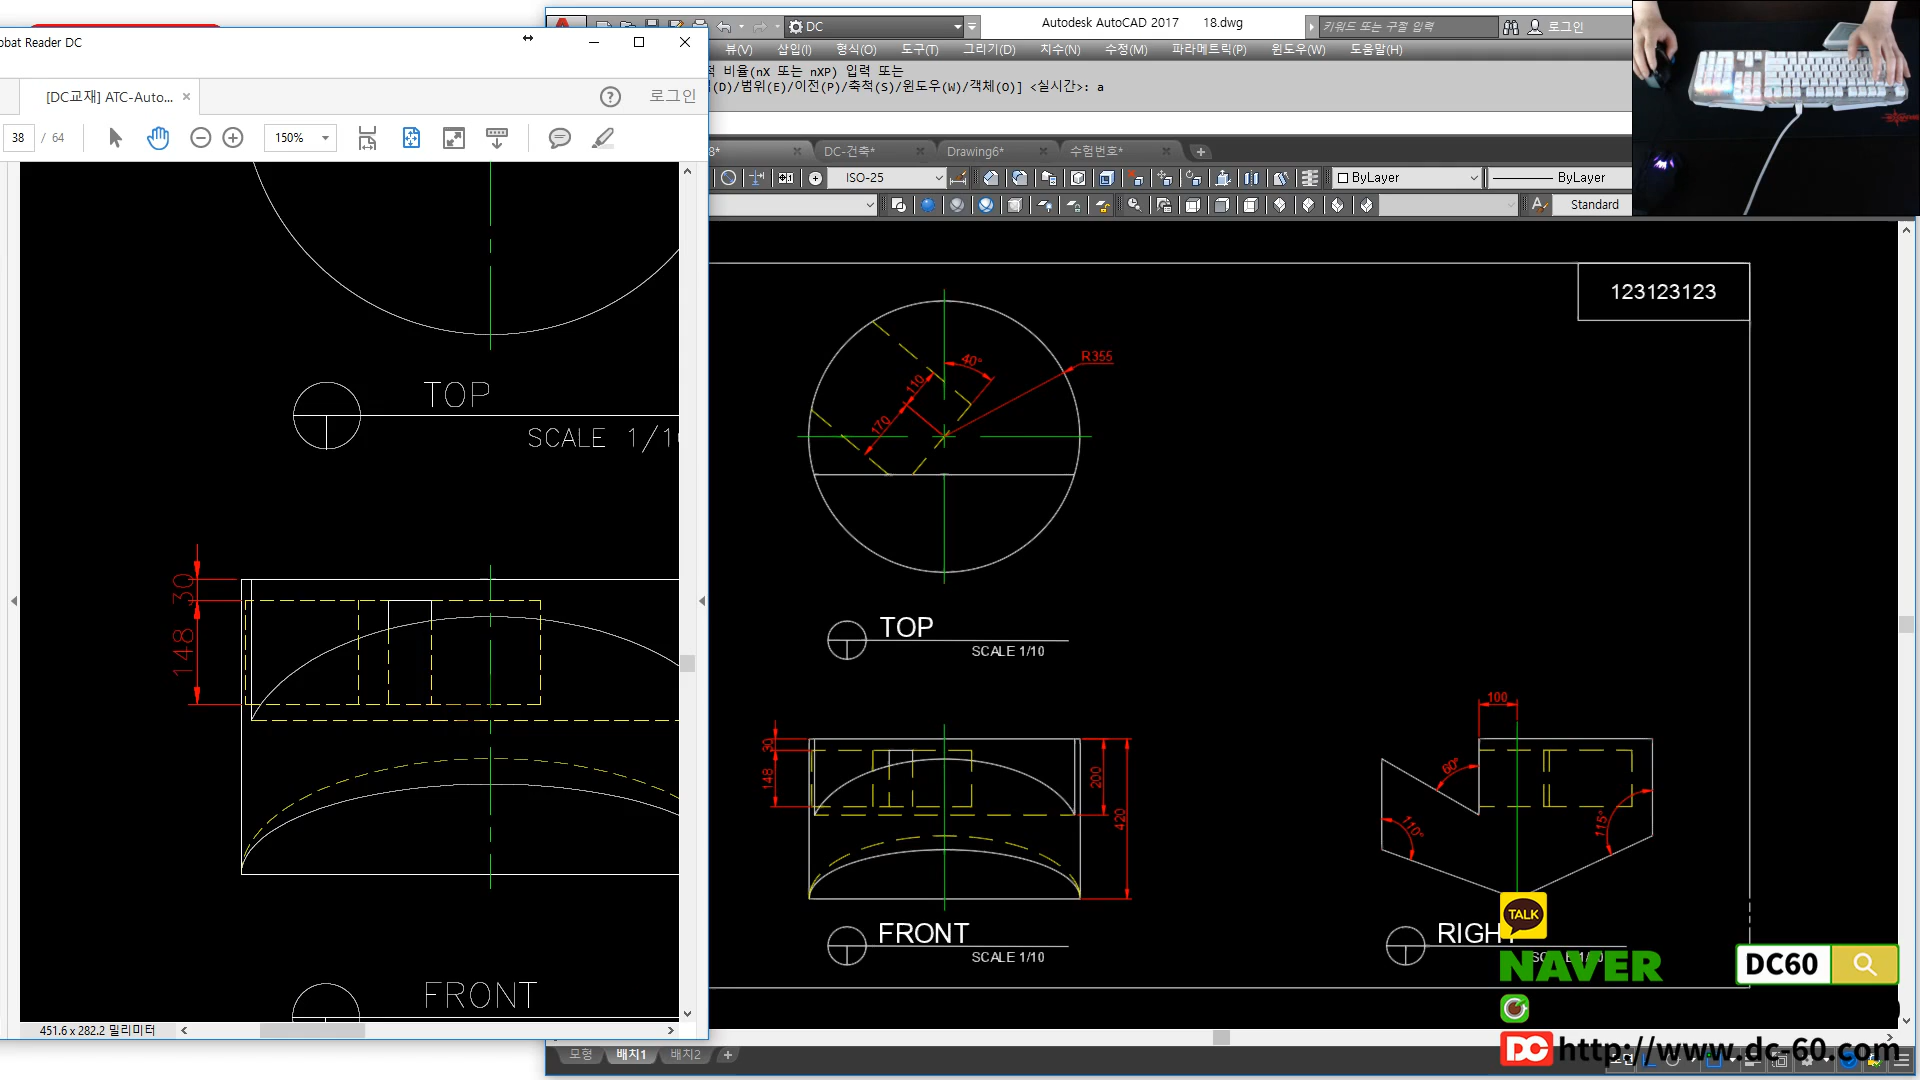 obat Reader DC
[DC교재] ATC-Auto...
로그인
38 / 64
150%
TOP
SCALE 1/10
30
148
FRONT
451.6 x 282.2 밀리미터
DC
Autodesk AutoCAD 2017 18.dwg
키워드 또는 구절 입력
로그인
뷰(V) 삽입(I) 형식(O) 도구(T) 그리기(D) 치수(N) 수정(M) 파라메트릭(P) 윈도우(W) 도움말(H)
척 비율(nX 또는 nXP) 입력 또는
(D)/범위(E)/이전(P)/축척(S)/윈도우(W)/객체(O)] <실시간>: a
8* DC-건축* Drawing6* 수험번호*
ISO-25 ByLayer ByLayer
Standard
123123123
40°
R355
110
170
TOP
SCALE 1/10
100
30
148
200
420
60°
110°
115°
FRONT
SCALE 1/10
RIGHT
TALK
NAVER
DC60
DC http://www.dc-60.com
모형 배치1 배치2